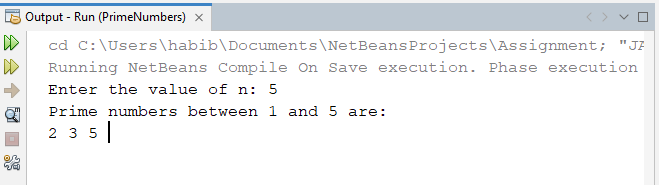 Output - Run (PrimeNumbers)
cd C:\Users\habib\Documents\NetBeansProjects\Assignment; "JA
Running NetBeans Compile On Save execution. Phase execution
Enter the value of n: 5
Prime numbers between 1 and 5 are:
2 3 5